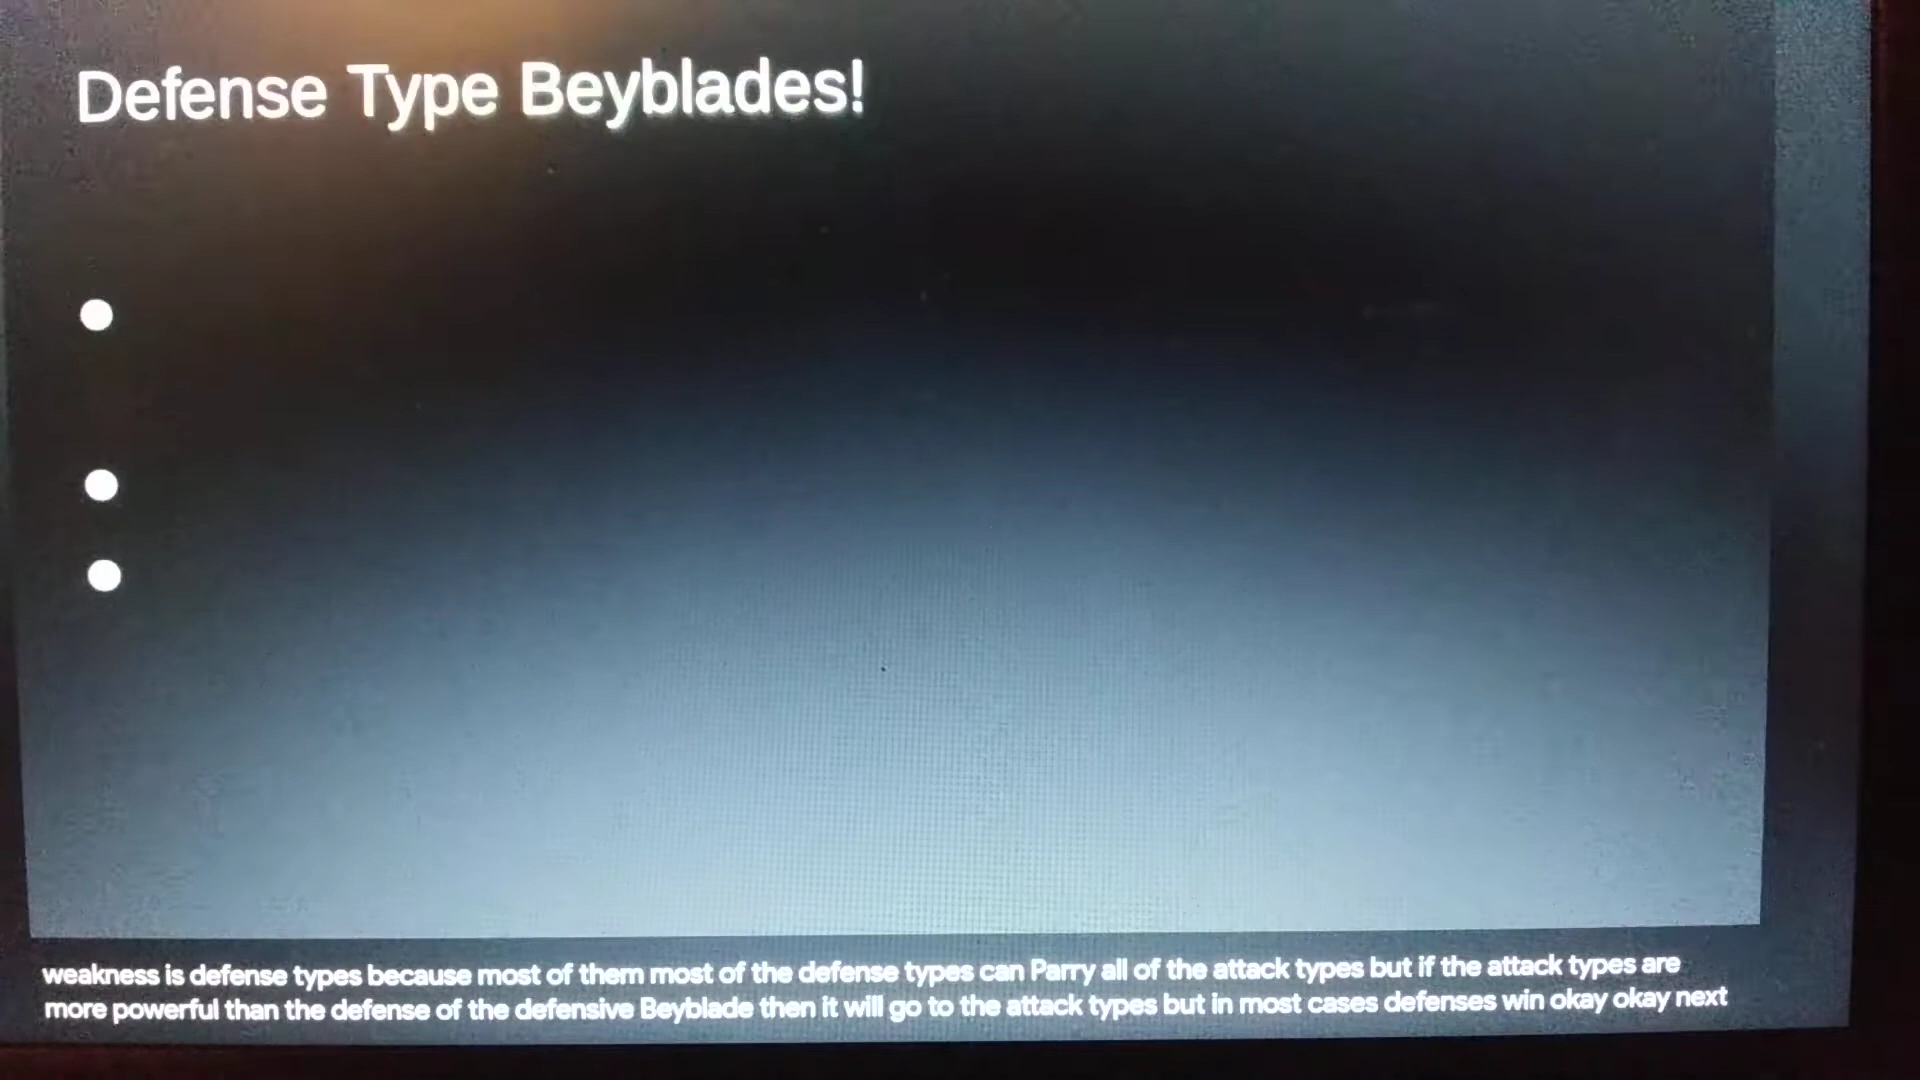 Defense Type Beyblades!
weakness is defense types because most of them most of the defense types can Parry all of the attack types but if the attack types are
more powerful than the defense of the defensive Beyblade then it will go to the attack types but in most cases defenses win okay okay next